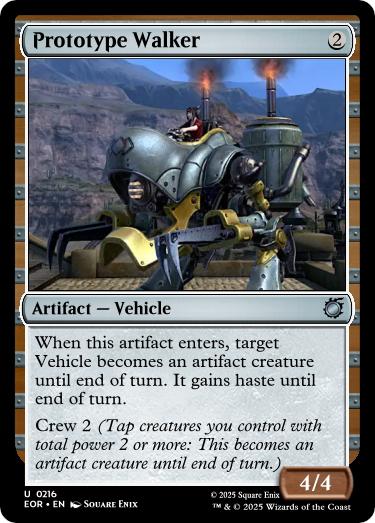 Prototype Walker 2
Artifact — Vehicle
When this artifact enters, target
Vehicle becomes an artifact creature
until end of turn. It gains haste until
end of turn.
Crew 2 (Tap creatures you control with
total power 2 or more: This becomes an
artifact creature until end of turn.)
4/4
U 0216
EOR • EN SQUARE ENIX
© 2025 Square Enix
™ & © 2025 Wizards of the Coast